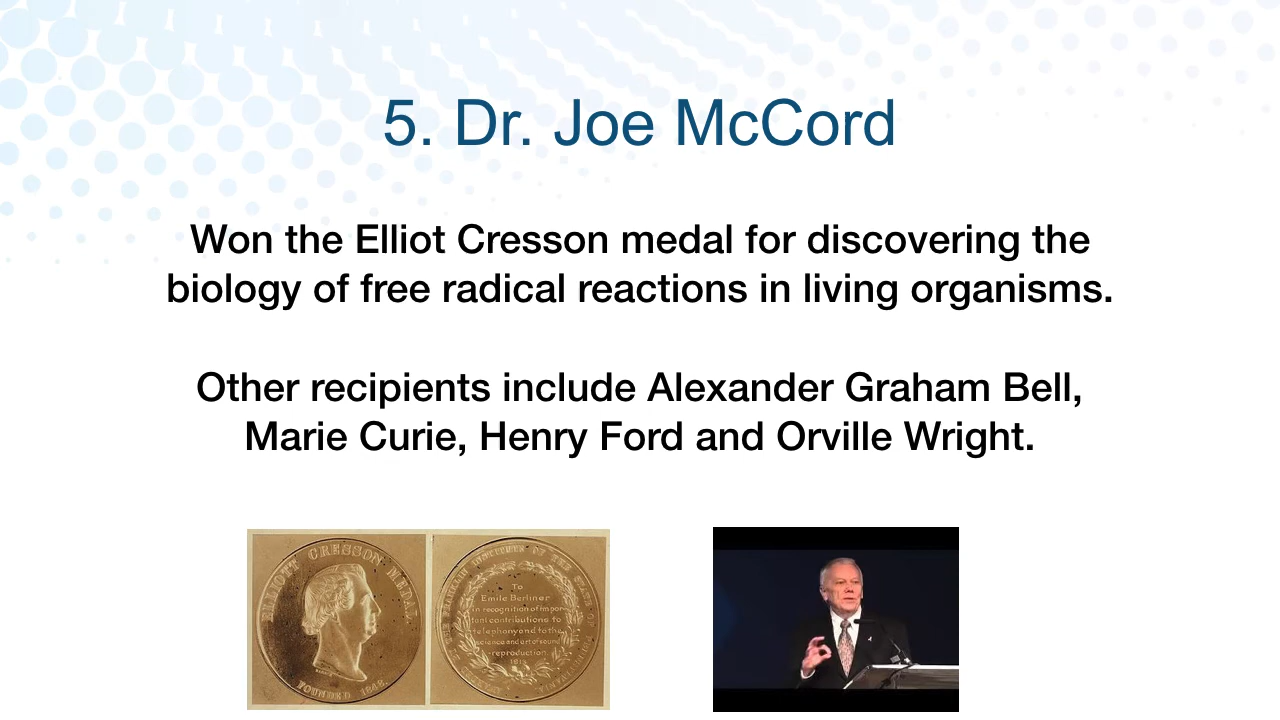 5. Dr. Joe McCord
Won the Elliot Cresson medal for discovering the
biology of free radical reactions in living organisms.
Other recipients include Alexander Graham Bell,
Marie Curie, Henry Ford and Orville Wright.
ELLIOTT CRESSON MEDAL
FOUNDED 1848
To
Emile Berliner
in recognition of impor
tant contributions to
telephony and to the
science and art of sound
reproduction.
1913